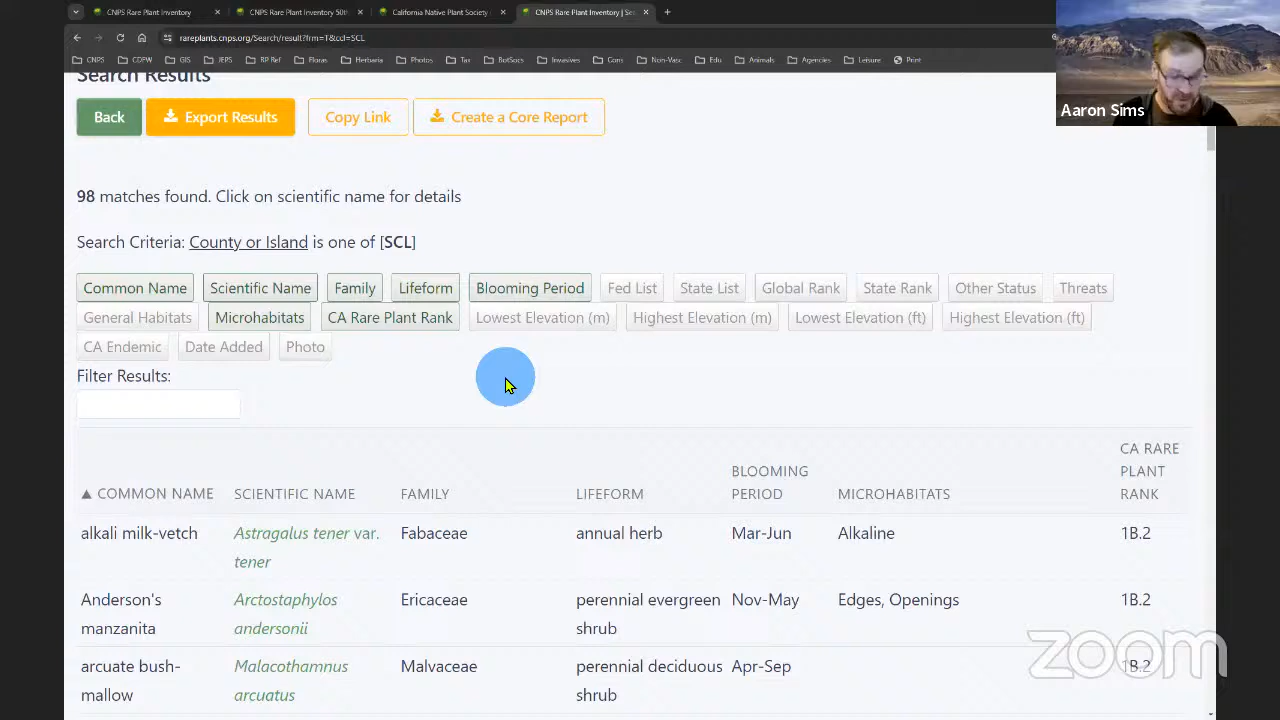 CNPS Rare Plant Inventory
CNPS Rare Plant Inventory 50th
California Native Plant Society
CNPS Rare Plant Inventory | Se
rareplants.cnps.org/Search/result?frm=T&cd=SCL
CNPS CDFW GIS JEPS RP Ref Floras Herbaria Photos Tax BotSocs Invasives Cons Non-Vasc Edu Animals Agencies Leisure Print
Aaron Sims
Search Results
Back Export Results Copy Link Create a Core Report
98 matches found. Click on scientific name for details
Search Criteria: County or Island is one of [SCL]
Common Name Scientific Name Family Lifeform Blooming Period Fed List State List Global Rank State Rank Other Status Threats
General Habitats Microhabitats CA Rare Plant Rank Lowest Elevation (m) Highest Elevation (m) Lowest Elevation (ft) Highest Elevation (ft)
CA Endemic Date Added Photo
Filter Results:
▲ COMMON NAME SCIENTIFIC NAME FAMILY LIFEFORM BLOOMING PERIOD MICROHABITATS CA RARE PLANT RANK
alkali milk-vetch Astragalus tener var. tener Fabaceae annual herb Mar-Jun Alkaline 1B.2
Anderson's manzanita Arctostaphylos andersonii Ericaceae perennial evergreen shrub Nov-May Edges, Openings 1B.2
arcuate bush-mallow Malacothamnus arcuatus Malvaceae perennial deciduous shrub Apr-Sep 1B.2
zoom